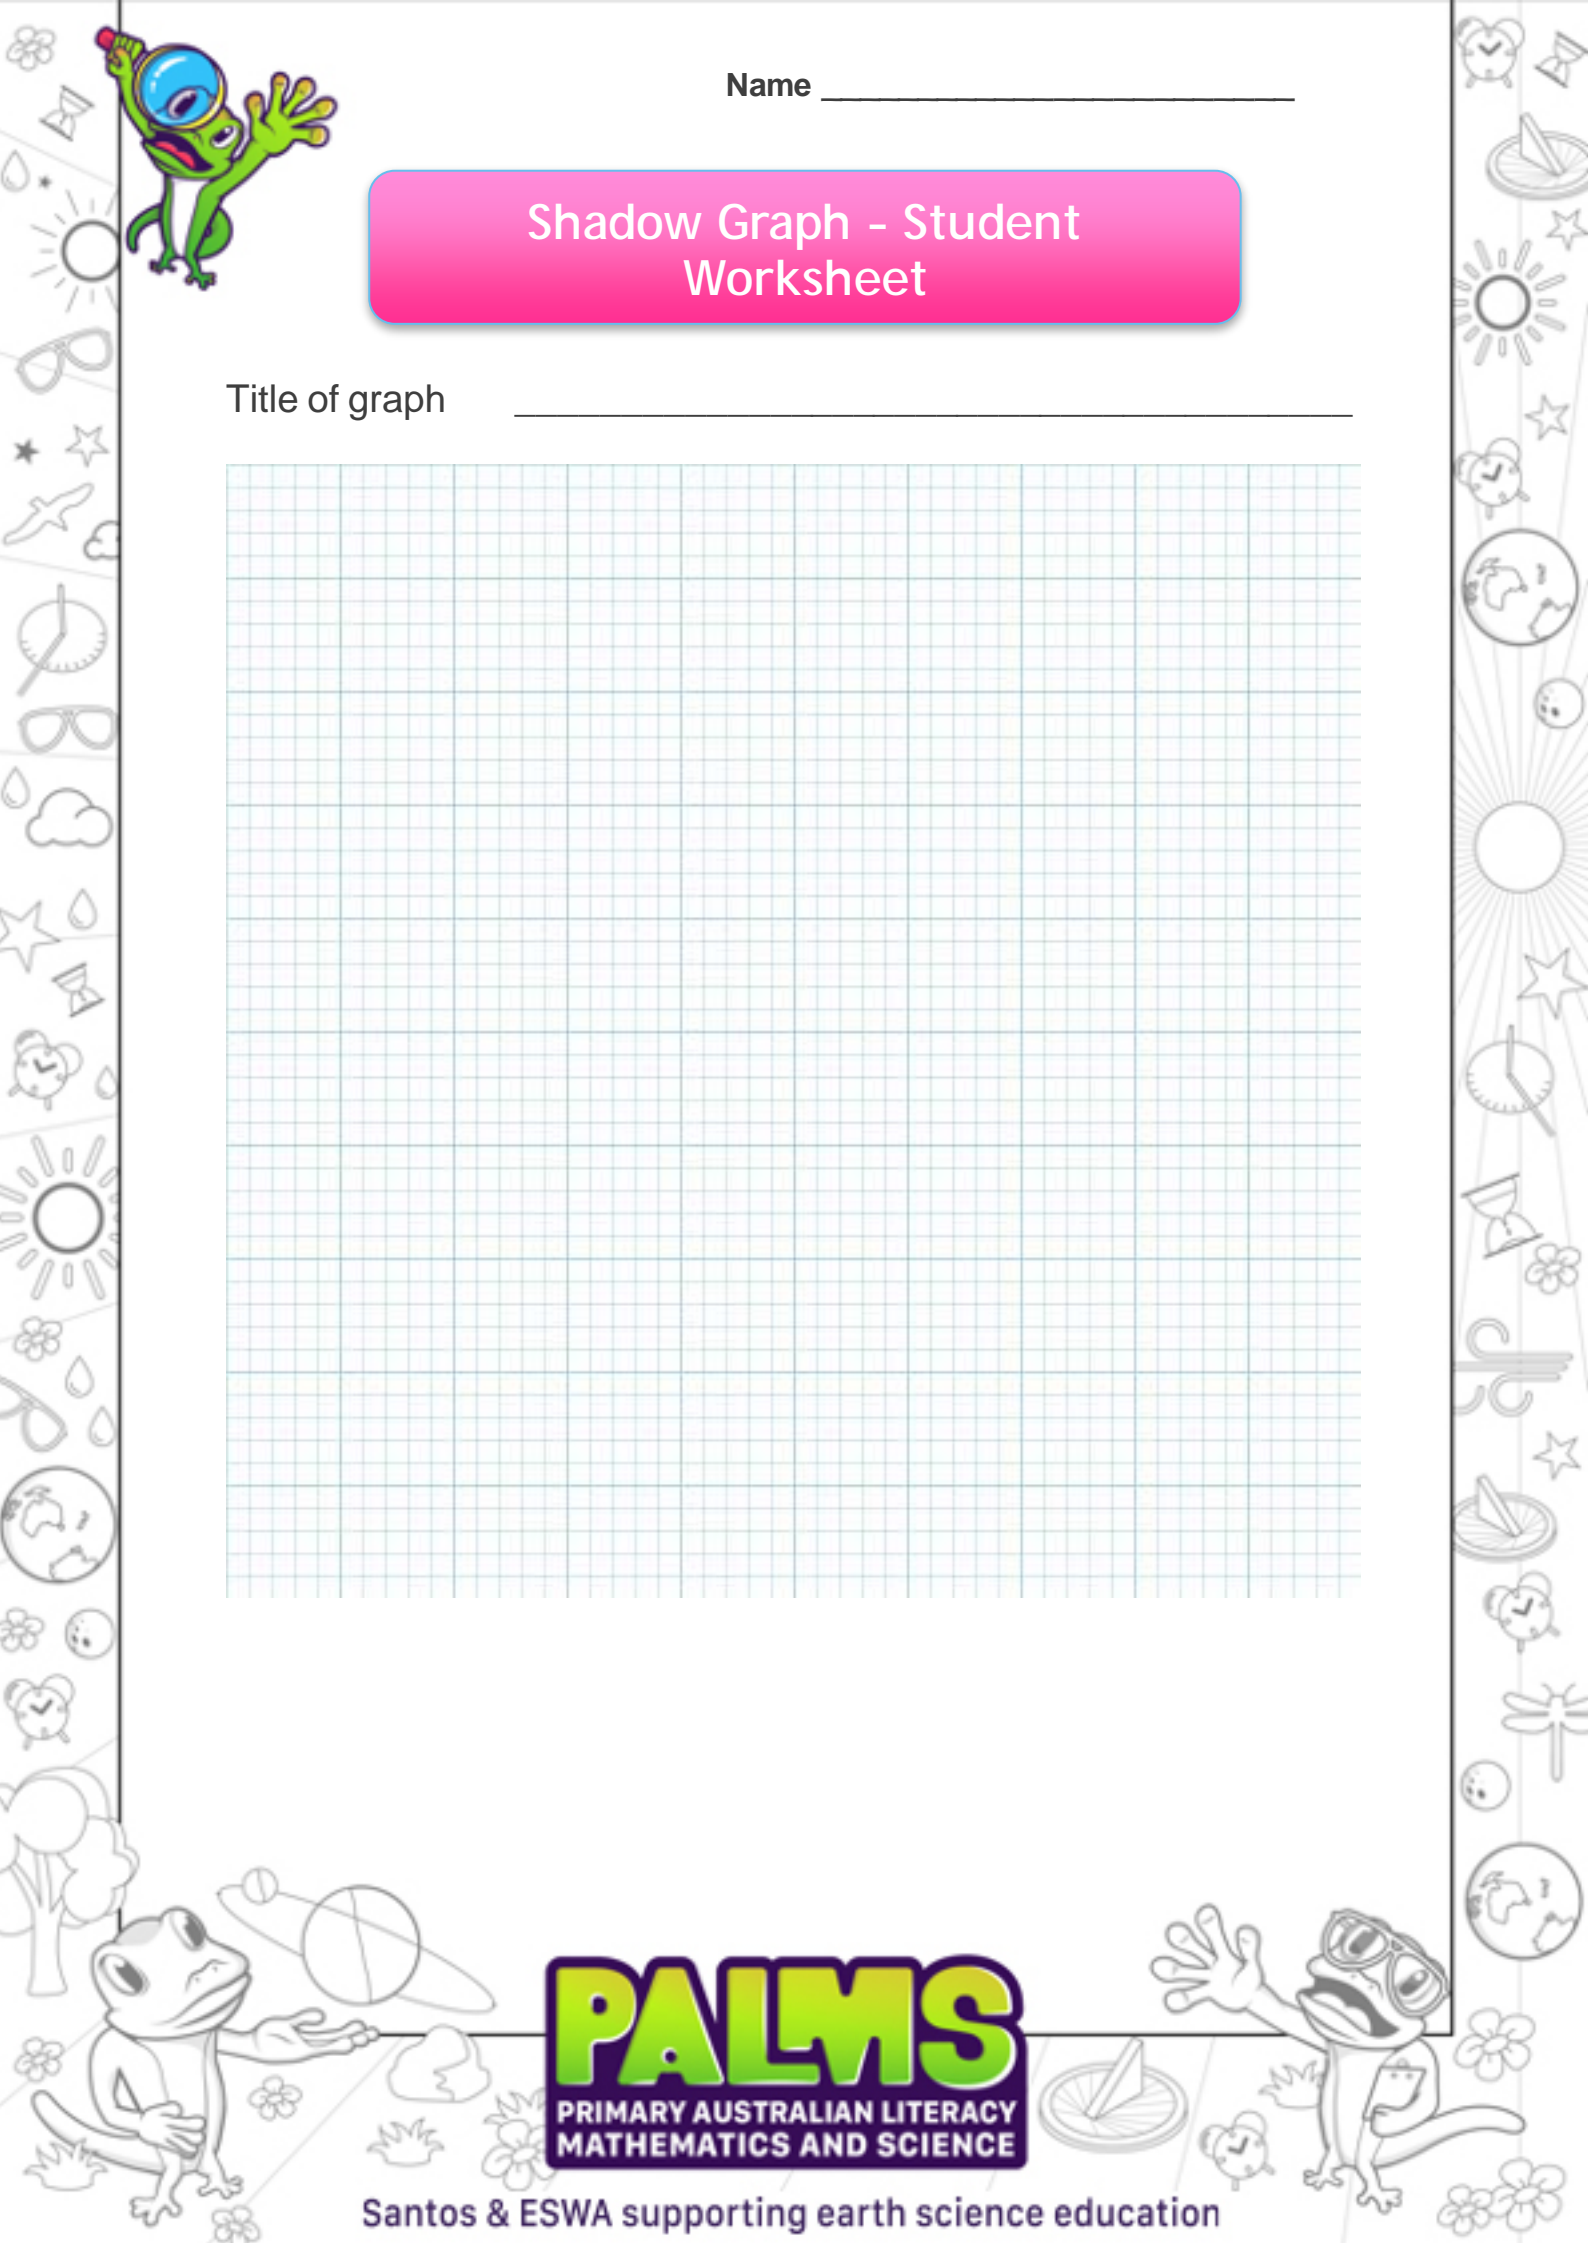 Name ___________________________
Shadow Graph - Student
Worksheet
Title of graph ________________________________________
PALMS
PRIMARY AUSTRALIAN LITERACY
MATHEMATICS AND SCIENCE
Santos & ESWA supporting earth science education